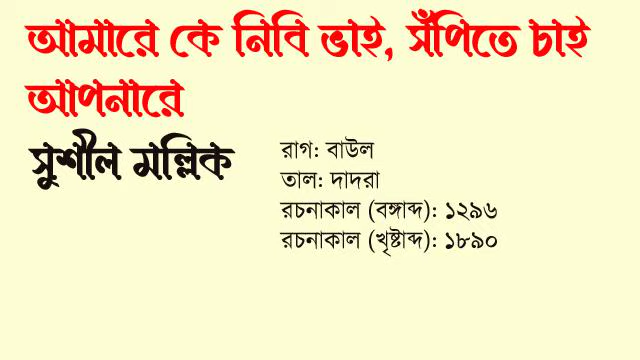 আমারে কে নিবি ভাই, সঁপিতে চাই
আপনারে
সুশীল মল্লিক
রাগ: বাউল
তাল: দাদরা
রচনাকাল (বঙ্গাব্দ): ১২৯৬
রচনাকাল (খৃষ্টাব্দ): ১৮৯০